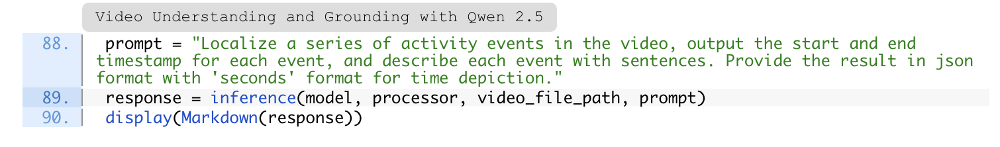 Video Understanding and Grounding with Qwen 2.5
88. prompt = "Localize a series of activity events in the video, output the start and end
timestamp for each event, and describe each event with sentences. Provide the result in json
format with 'seconds' format for time depiction."
89. response = inference(model, processor, video_file_path, prompt)
90. display(Markdown(response))